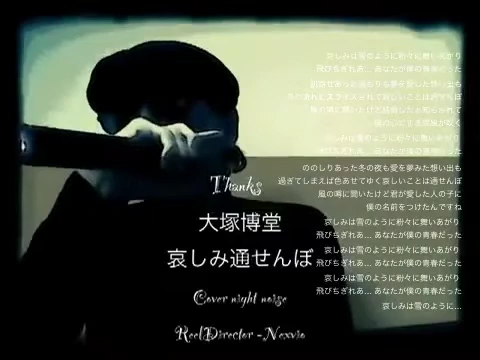 哀しみは雪のように粉々に舞いあがり
飛びちぎれあ… あなたが僕の青春だった
ののしりあった冬の夜も愛を夢みた想い出も
過ぎてしまえば色あせてゆく哀しいことは通せんぼ
風の噂に聞いたけど君が愛した人の子に
僕の名前をつけたんですね
哀しみは雪のように粉々に舞いあがり
飛びちぎれあ… あなたが僕の青春だった
哀しみは雪のように粉々に舞いあがり
飛びちぎれあ… あなたが僕の青春だった
哀しみは雪のように…
Thanks
大塚博堂
哀しみ通せんぼ
Cover night noise
ReelDirector - Nexvio